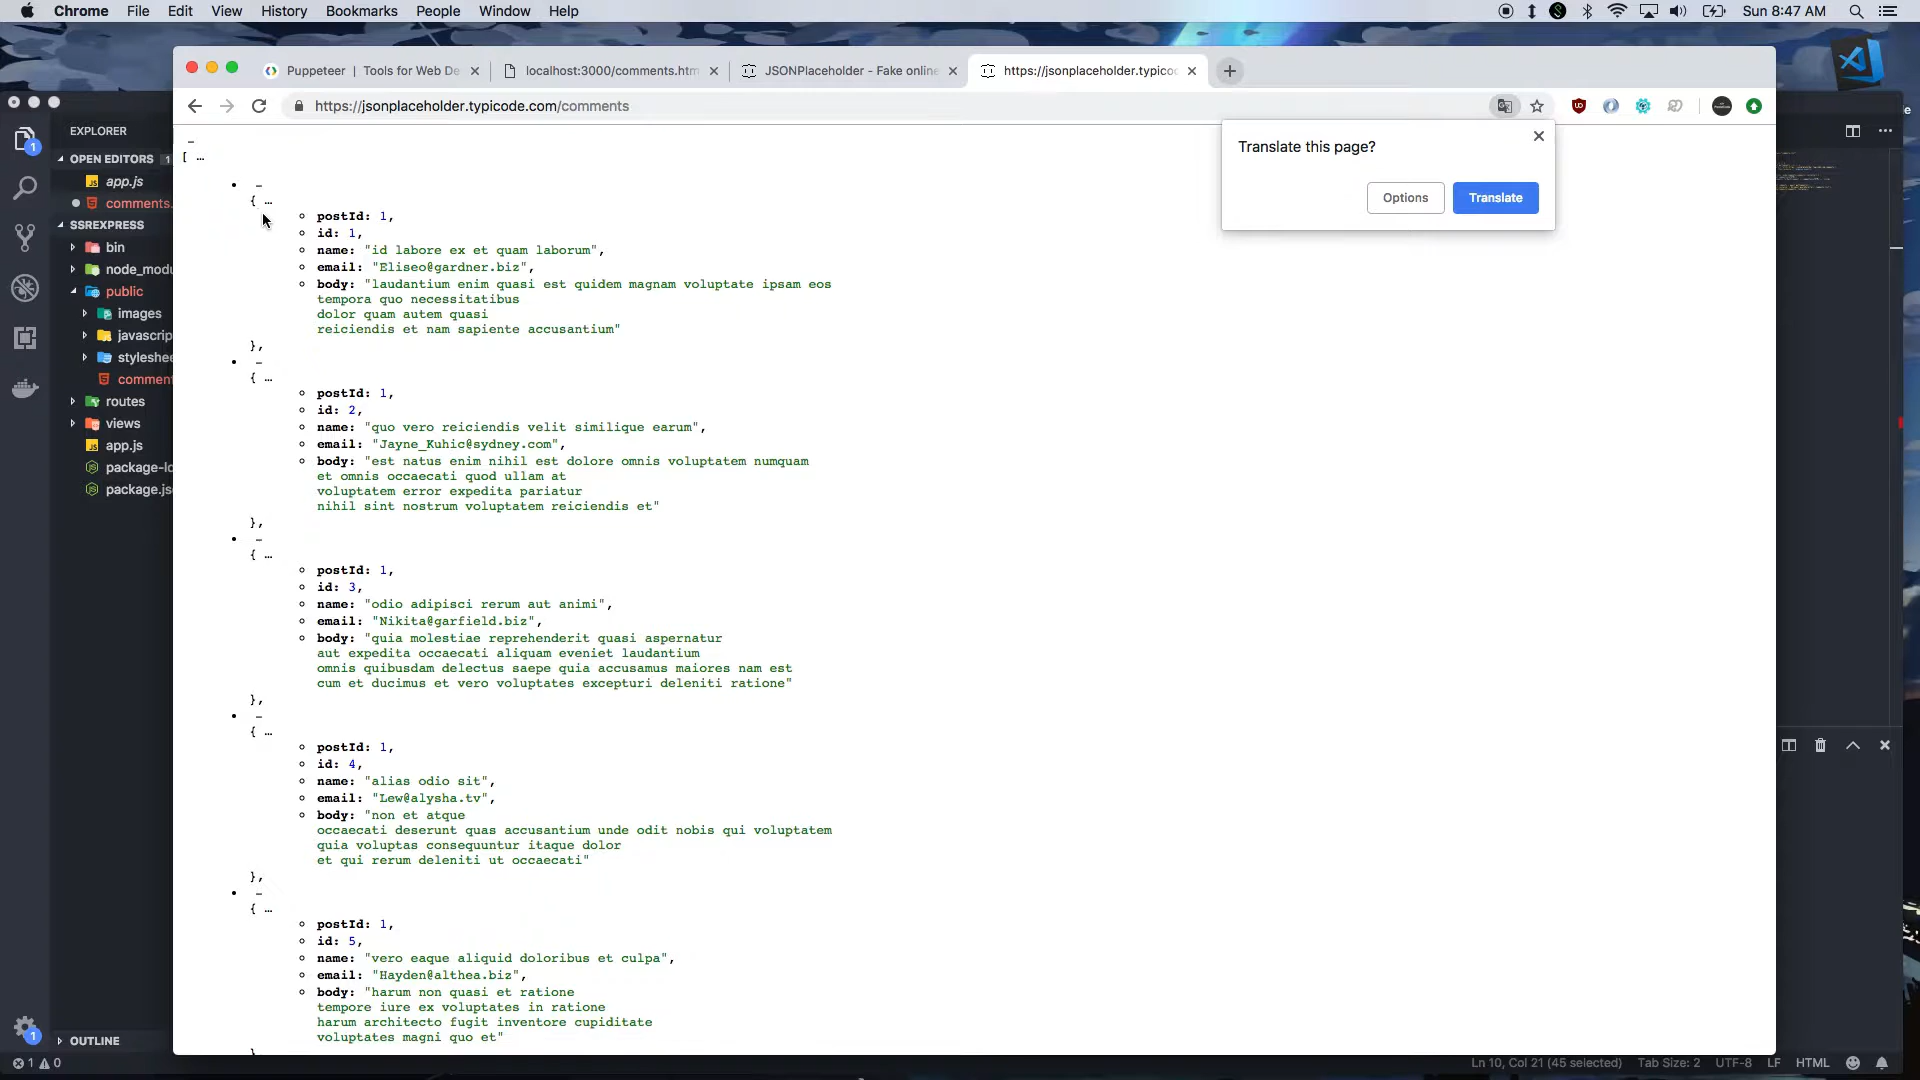 Chrome File Edit View History Bookmarks People Window Help
Sun 8:47 AM
Puppeteer | Tools for Web De
localhost:3000/comments.htm
JSONPlaceholder - Fake online
https://jsonplaceholder.typico
https://jsonplaceholder.typicode.com/comments
Translate this page?
Options
Translate
EXPLORER
OPEN EDITORS 1
app.js
comments.
SSREXPRESS
bin
node_modu
public
images
javascrip
styleshee
comment
routes
views
app.js
package-lo
package.jso
OUTLINE
[ …
{ …
postId: 1,
id: 1,
name: "id labore ex et quam laborum",
email: "Eliseo@gardner.biz",
body: "laudantium enim quasi est quidem magnam voluptate ipsam eos
tempora quo necessitatibus
dolor quam autem quasi
reiciendis et nam sapiente accusantium"
},
{ …
postId: 1,
id: 2,
name: "quo vero reiciendis velit similique earum",
email: "Jayne_Kuhic@sydney.com",
body: "est natus enim nihil est dolore omnis voluptatem numquam
et omnis occaecati quod ullam at
voluptatem error expedita pariatur
nihil sint nostrum voluptatem reiciendis et"
},
{ …
postId: 1,
id: 3,
name: "odio adipisci rerum aut animi",
email: "Nikita@garfield.biz",
body: "quia molestiae reprehenderit quasi aspernatur
aut expedita occaecati aliquam eveniet laudantium
omnis quibusdam delectus saepe quia accusamus maiores nam est
cum et ducimus et vero voluptates excepturi deleniti ratione"
},
{ …
postId: 1,
id: 4,
name: "alias odio sit",
email: "Lew@alysha.tv",
body: "non et atque
occaecati deserunt quas accusantium unde odit nobis qui voluptatem
quia voluptas consequuntur itaque dolor
et qui rerum deleniti ut occaecati"
},
{ …
postId: 1,
id: 5,
name: "vero eaque aliquid doloribus et culpa",
email: "Hayden@althea.biz",
body: "harum non quasi et ratione
tempore iure ex voluptates in ratione
harum architecto fugit inventore cupiditate
voluptates magni quo et"
1 0
Ln 10, Col 21 (45 selected) Tab Size: 2 UTF-8 LF HTML